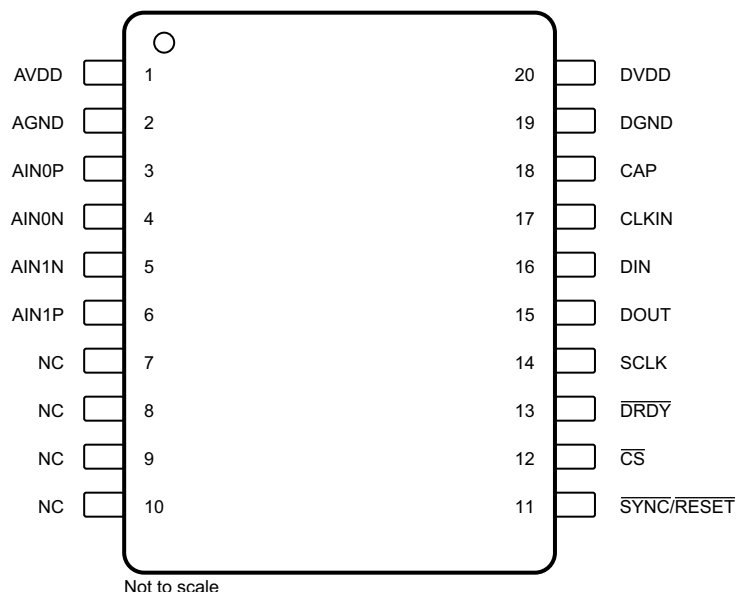 AVDD 1 20 DVDD
AGND 2 19 DGND
AIN0P 3 18 CAP
AIN0N 4 17 CLKIN
AIN1N 5 16 DIN
AIN1P 6 15 DOUT
NC 7 14 SCLK
NC 8 13 DRDY
NC 9 12 CS
NC 10 11 SYNC/RESET
Not to scale